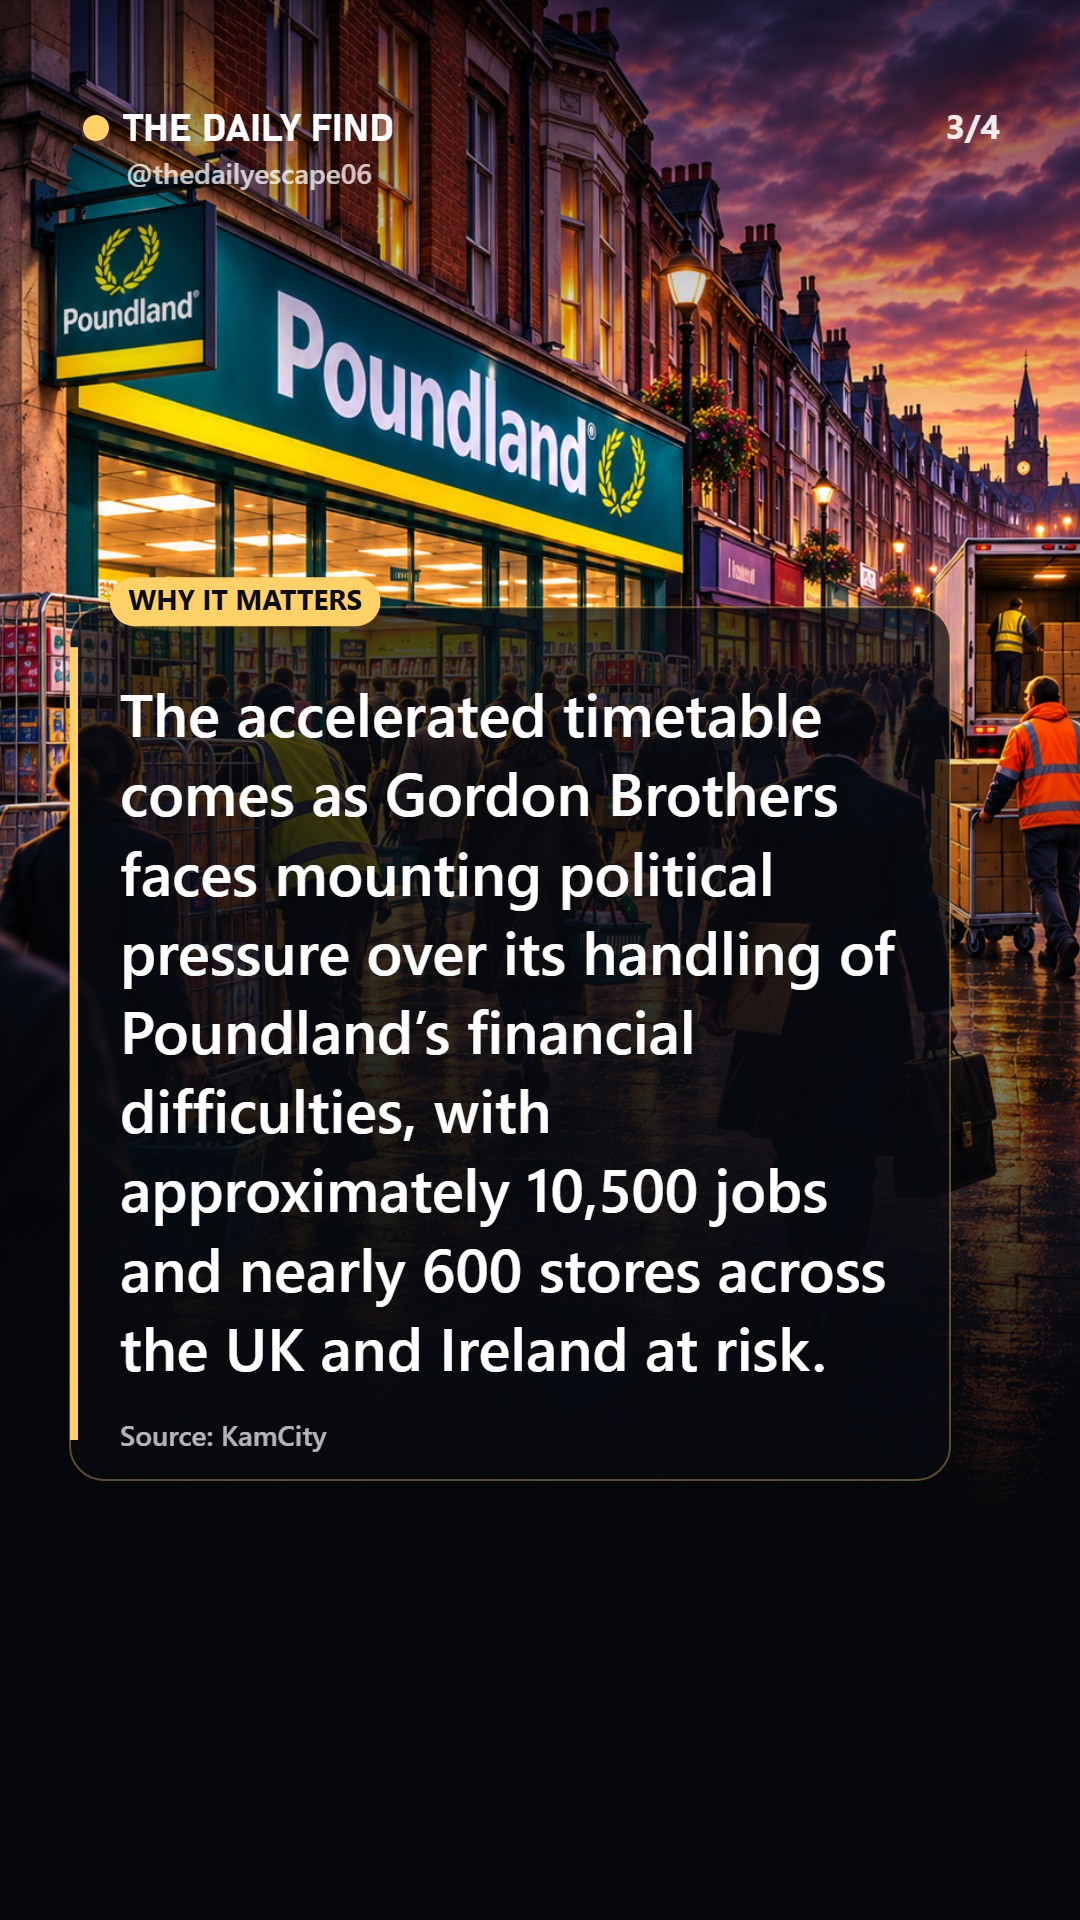 THE DAILY FIND
3/4
@thedailyescape06
Poundland®
Poundland®
WHY IT MATTERS
The accelerated timetable
comes as Gordon Brothers
faces mounting political
pressure over its handling of
Poundland’s financial
difficulties, with
approximately 10,500 jobs
and nearly 600 stores across
the UK and Ireland at risk.
Source: KamCity